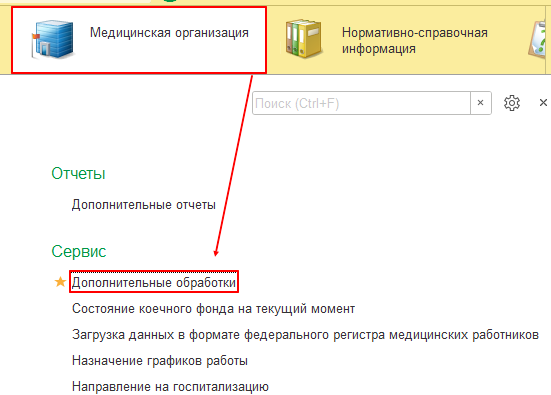 Медицинская организация
Нормативно-справочная
информация
Поиск (Ctrl+F)
×
×
Отчеты
Дополнительные отчеты
Сервис
Дополнительные обработки
Состояние коечного фонда на текущий момент
Загрузка данных в формате федерального регистра медицинских работников
Назначение графиков работы
Направление на госпитализацию